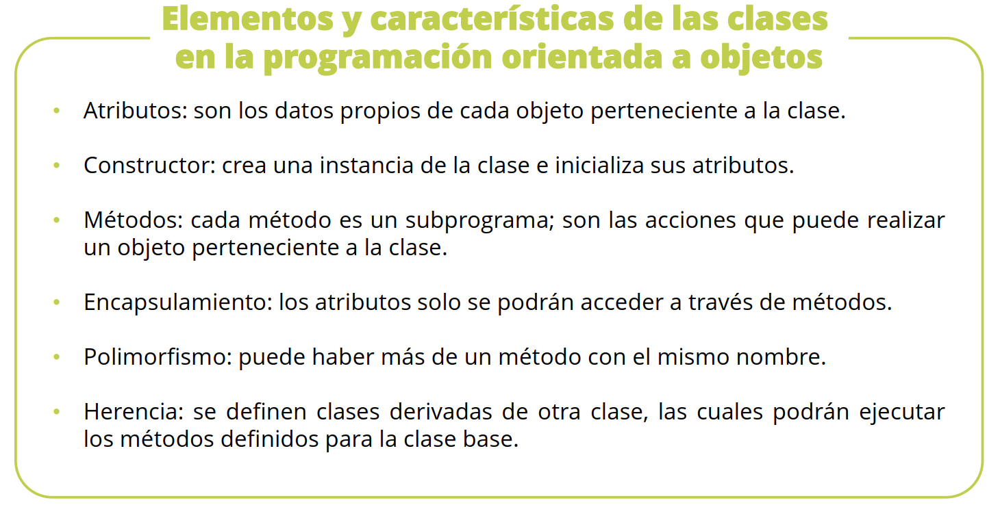 Elementos y características de las clases
en la programación orientada a objetos
• Atributos: son los datos propios de cada objeto perteneciente a la clase.
• Constructor: crea una instancia de la clase e inicializa sus atributos.
• Métodos: cada método es un subprograma; son las acciones que puede realizar
un objeto perteneciente a la clase.
• Encapsulamiento: los atributos solo se podrán acceder a través de métodos.
• Polimorfismo: puede haber más de un método con el mismo nombre.
• Herencia: se definen clases derivadas de otra clase, las cuales podrán ejecutar
los métodos definidos para la clase base.